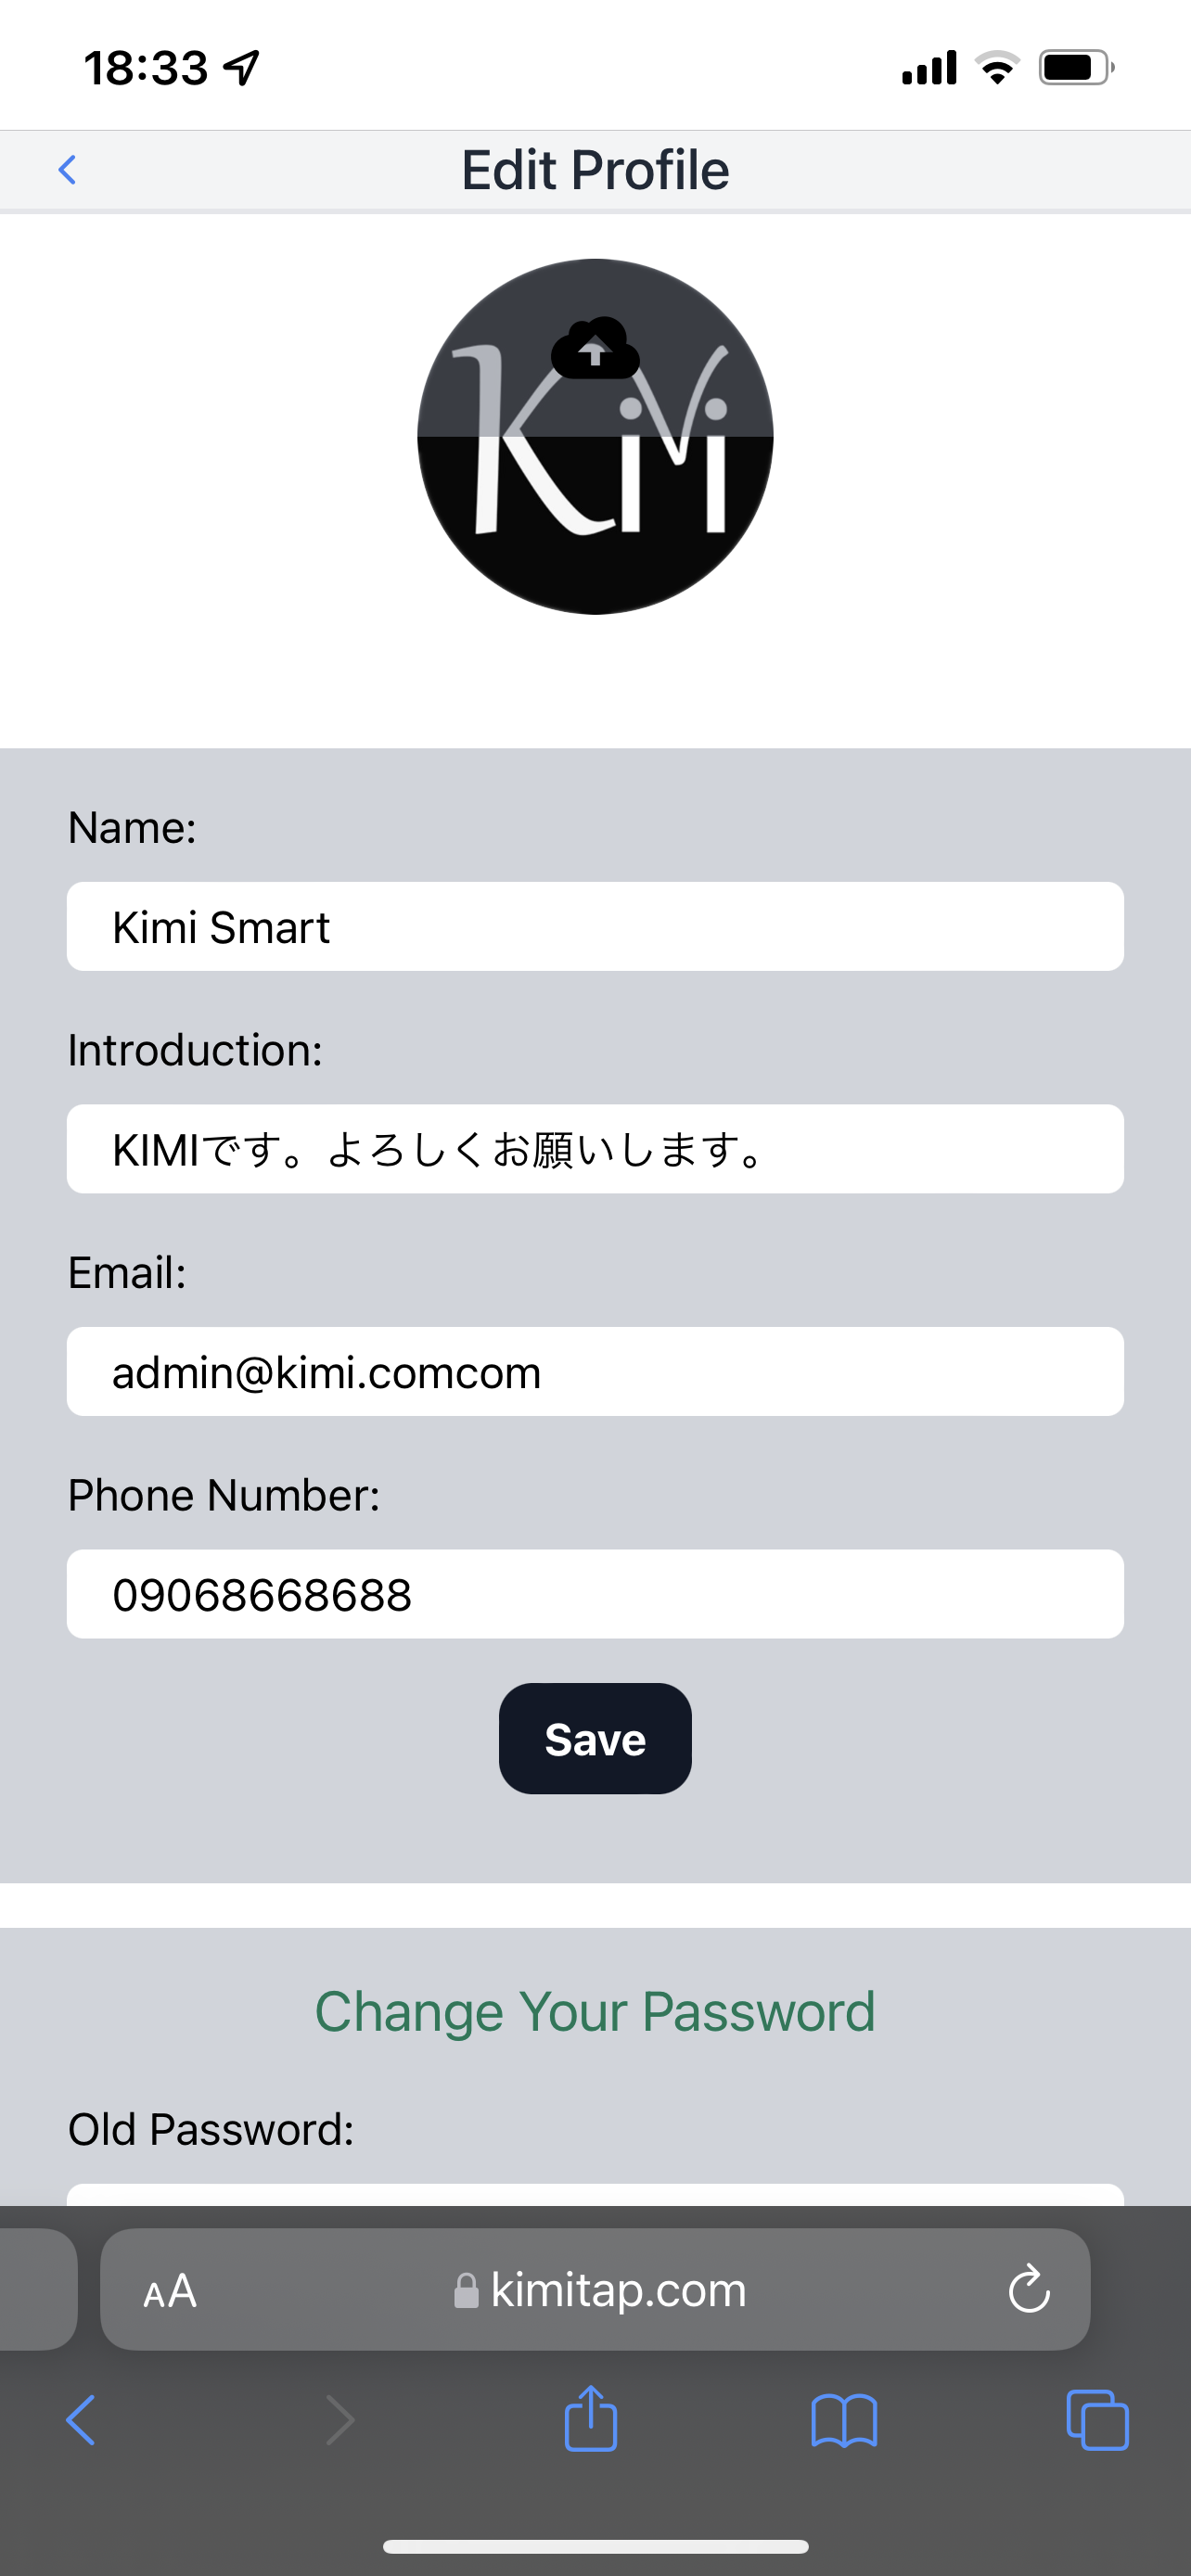 18:33
Edit Profile
KiMi
Name:
Kimi Smart
Introduction:
KIMIです。よろしくお願いします。
Email:
admin@kimi.comcom
Phone Number:
09068668688
Save
Change Your Password
Old Password:
AA
kimitap.com